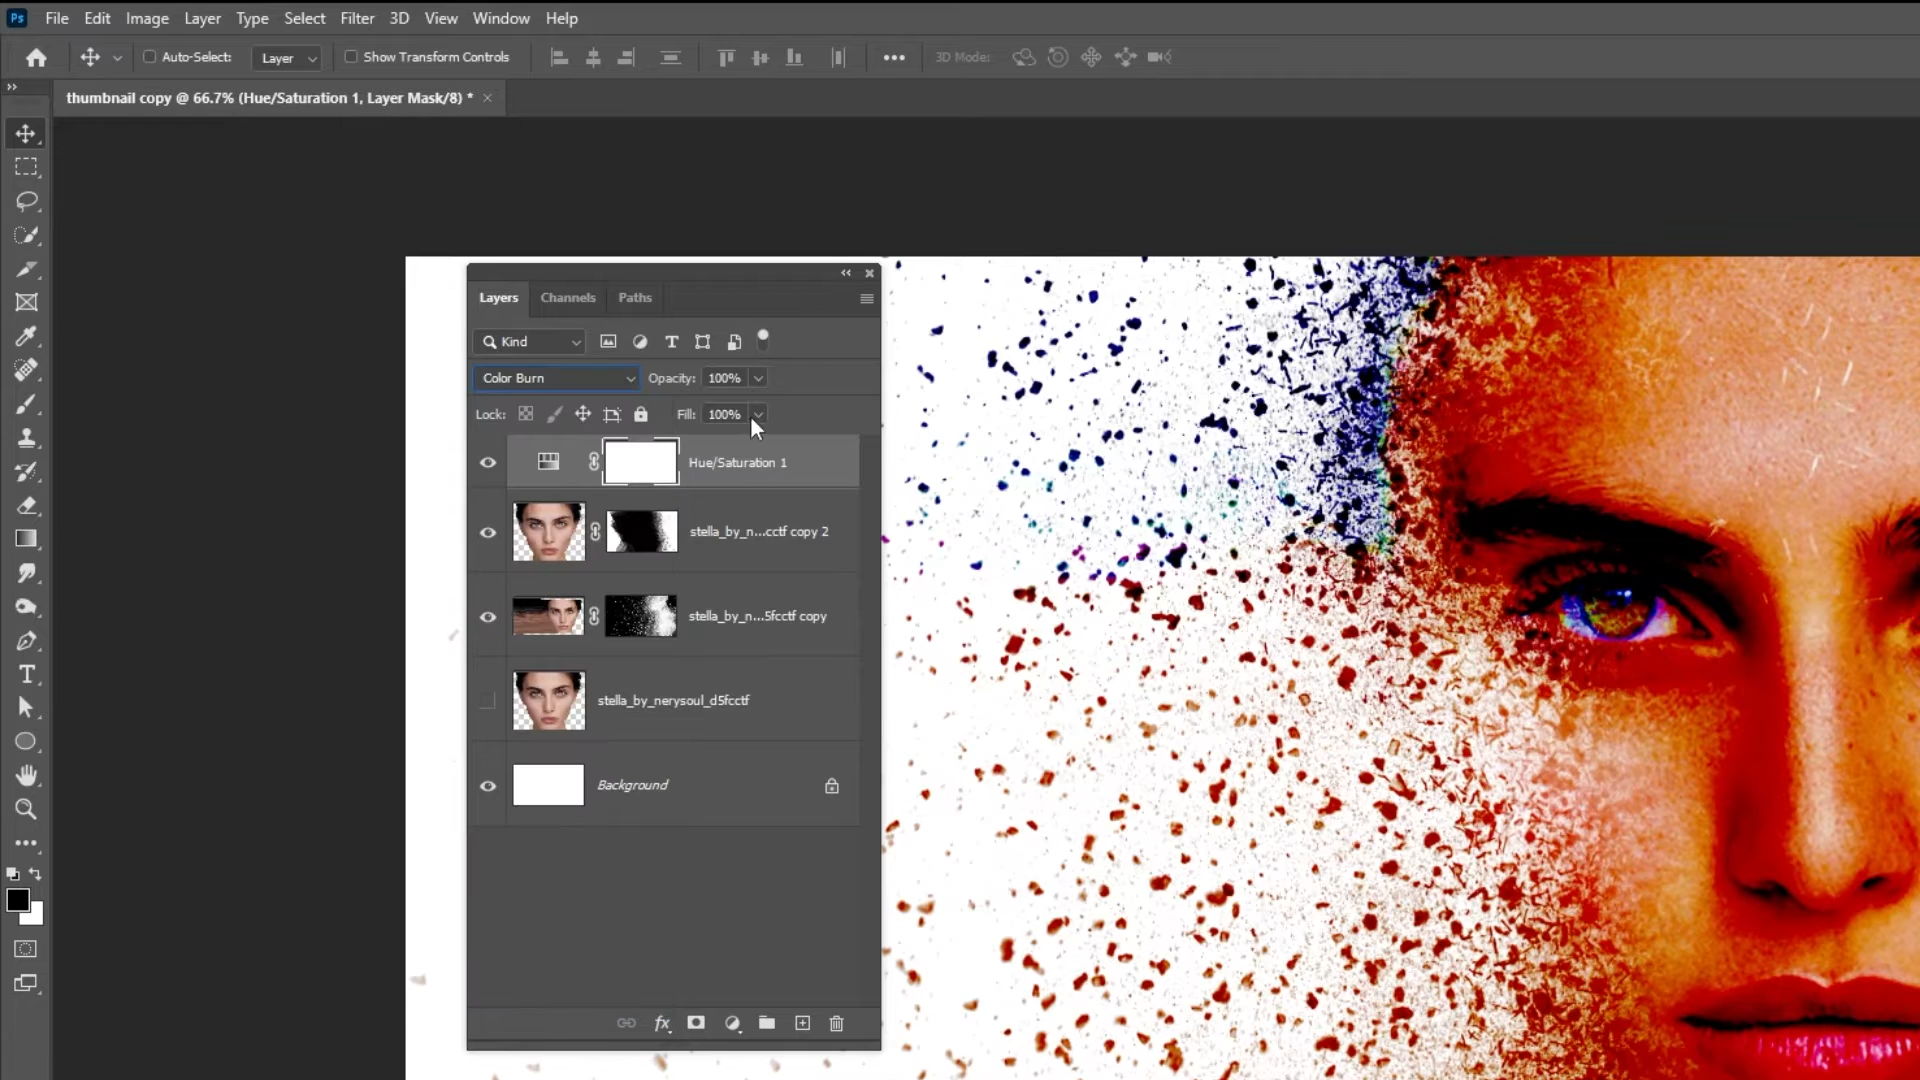 Ps File Edit Image Layer Type Select Filter 3D View Window Help
Auto-Select: Layer Show Transform Controls ••• 3D Mode:
thumbnail copy @ 66.7% (Hue/Saturation 1, Layer Mask/8) * ×
Layers Channels Paths
Kind T
Color Burn Opacity: 100%
Lock: Fill: 100%
Hue/Saturation 1
stella_by_n...cctf copy 2
stella_by_n...5fcctf copy
stella_by_nerysoul_d5fcctf
Background
fx
T